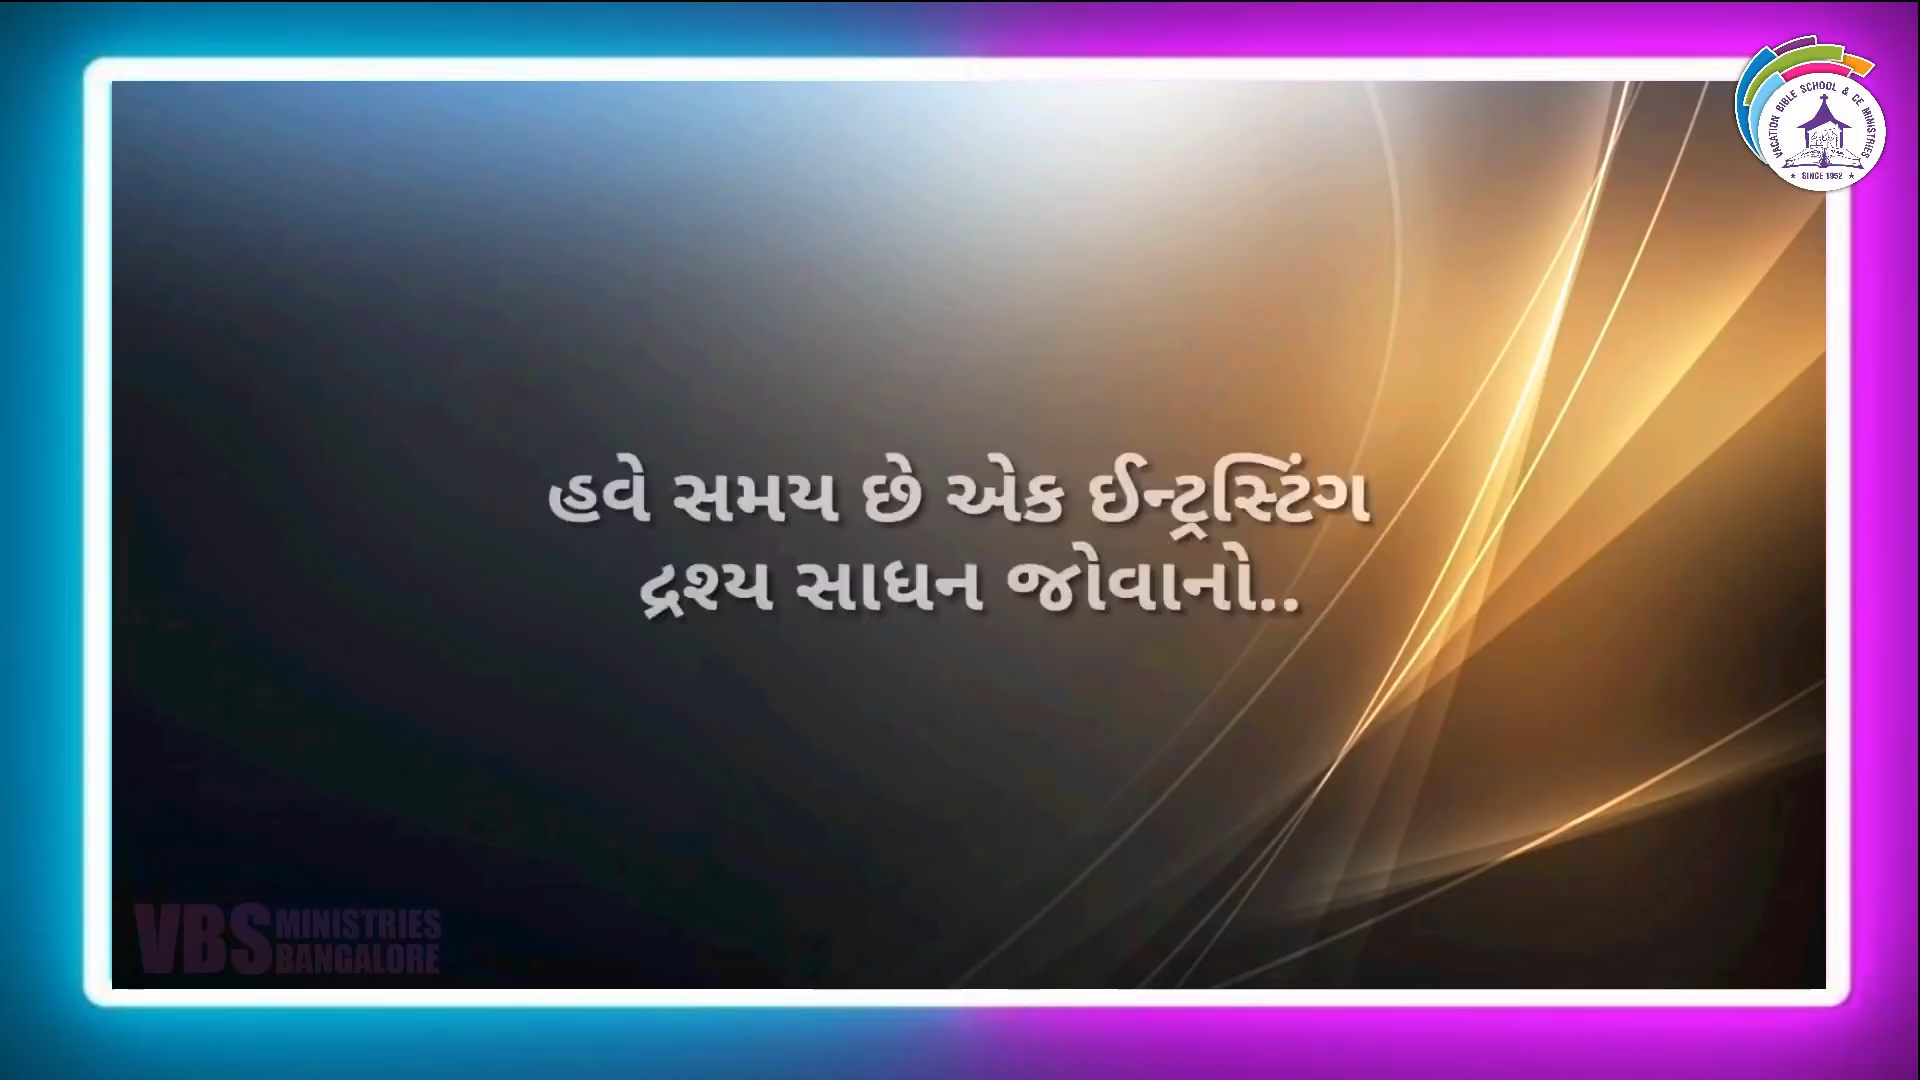 VACATION BIBLE SCHOOL & CE MINISTRIES
★ SINCE 1952 ★
હવે સમય છે એક ઈન્ટ્રસ્ટિંગ
દ્રશ્ય સાધન જોવાનો..
VBS MINISTRIES
BANGALORE